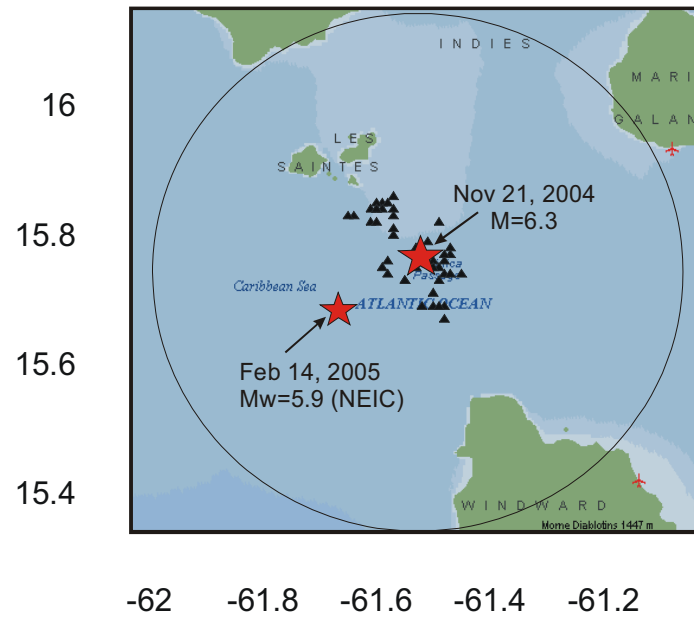 INDIES
MARI
16
GALAN
LES
SAINTES
Nov 21, 2004
M=6.3
15.8
Passage
Caribbean Sea
ATLANTIC OCEAN
15.6
Feb 14, 2005
Mw=5.9 (NEIC)
15.4
WINDWARD
Morne Diablotins 1447 m
-62 -61.8 -61.6 -61.4 -61.2